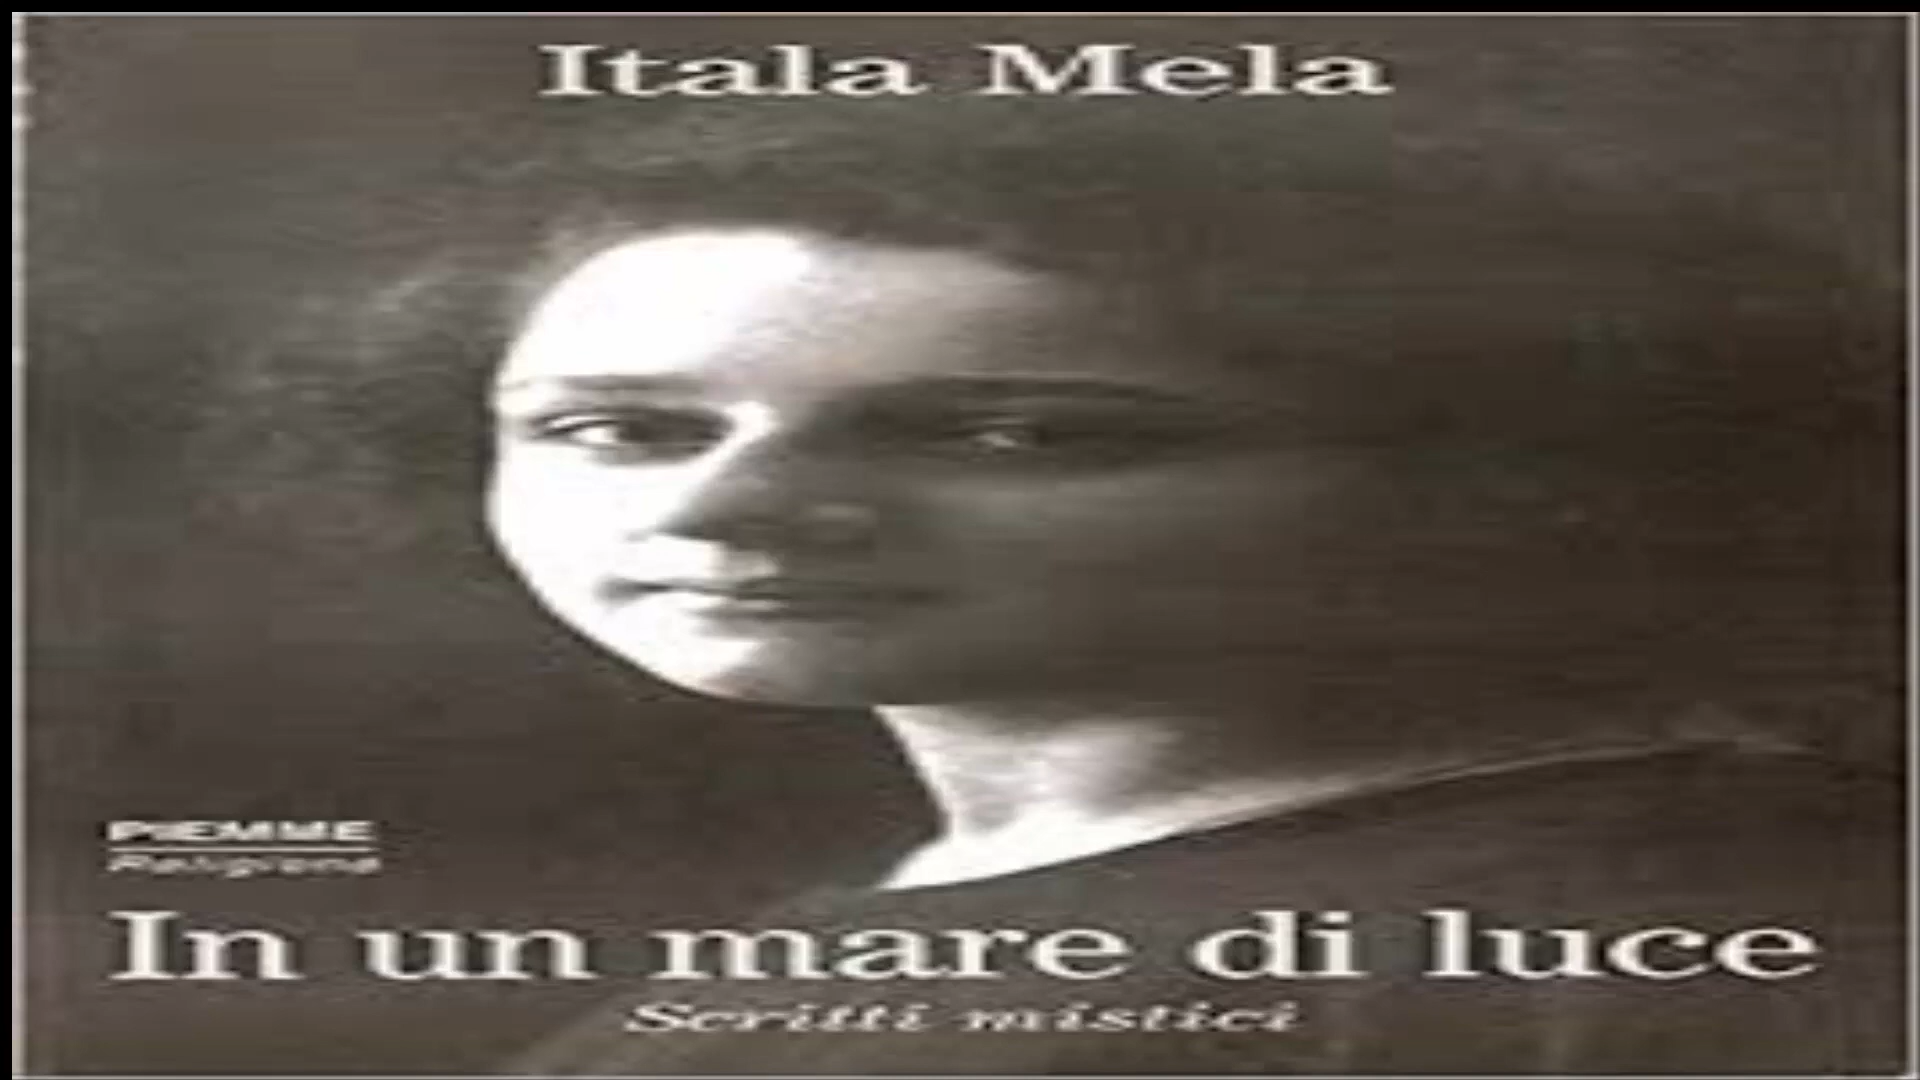 Itala Mela
PIEMME
Religione
In un mare di luce
Scritti mistici